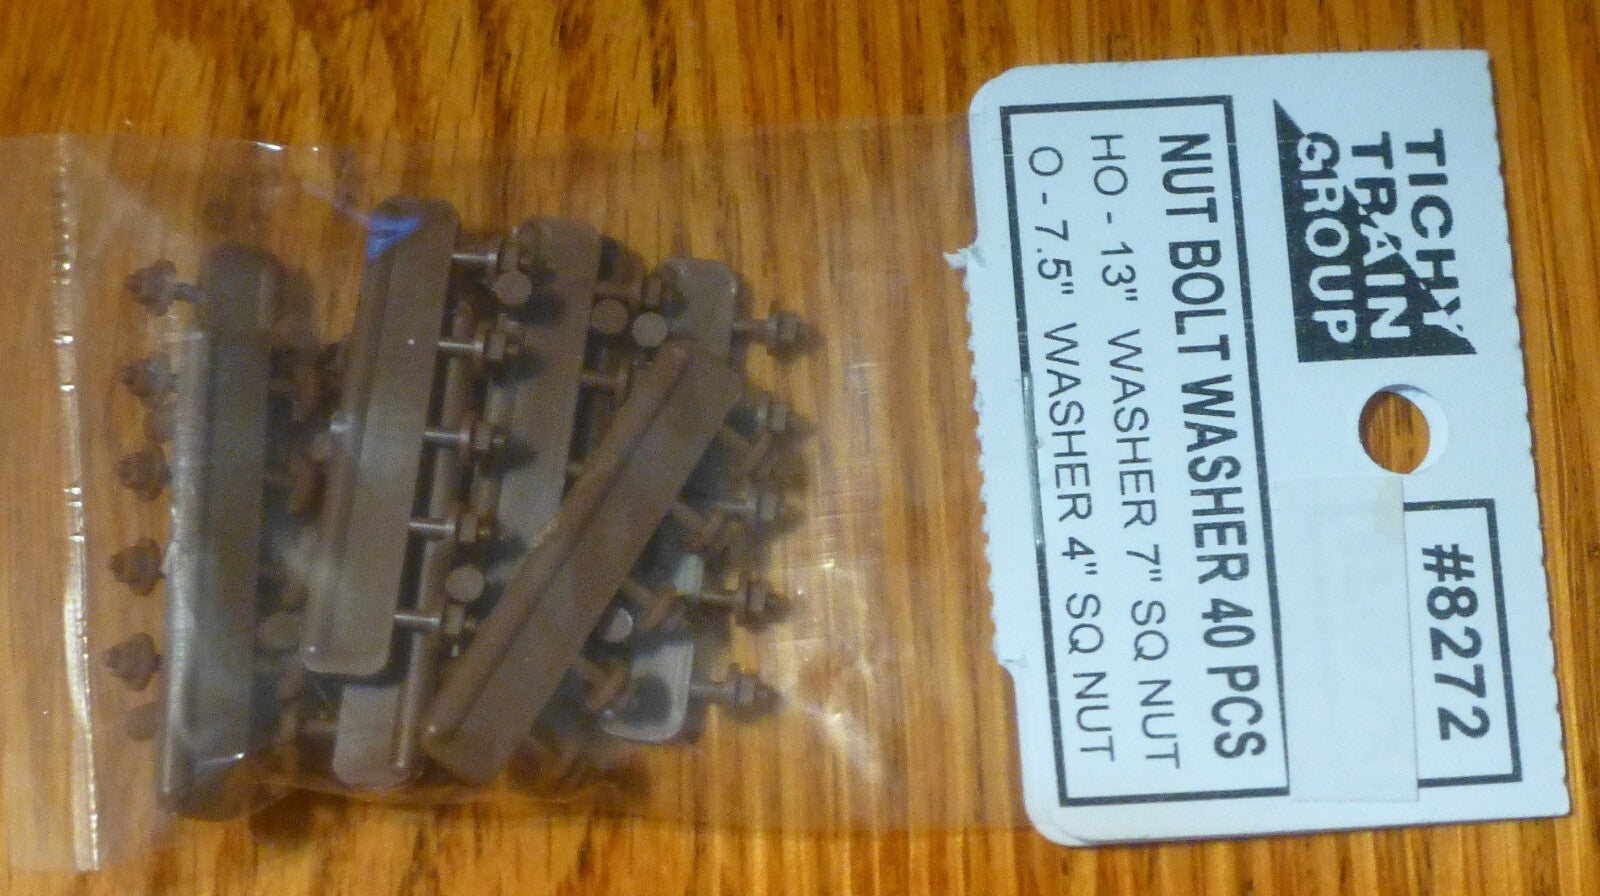 TICHY
TRAIN
GROUP
#8272
NUT BOLT WASHER 40 PCS
HO - 13" WASHER 7" SQ NUT
O - 7.5" WASHER 4" SQ NUT